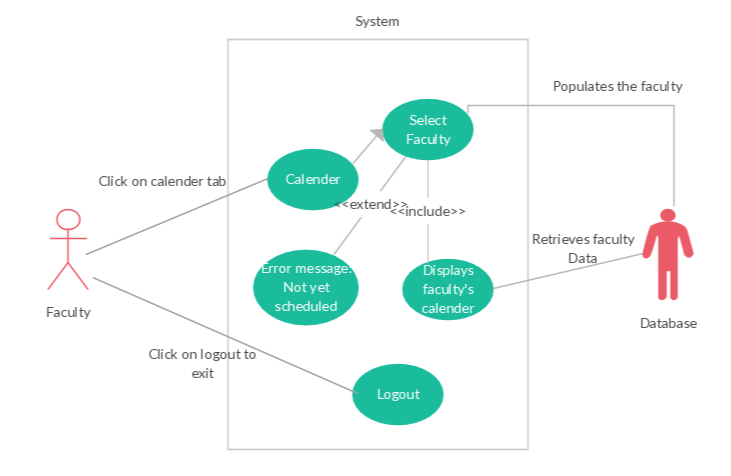 System
Populates the faculty
Select
Faculty
Click on calender tab
Calender
<<extend>>
<<include>>
Retrieves faculty
Data
Error message:
Not yet
scheduled
Displays
faculty's
calender
Faculty
Database
Click on logout to
exit
Logout